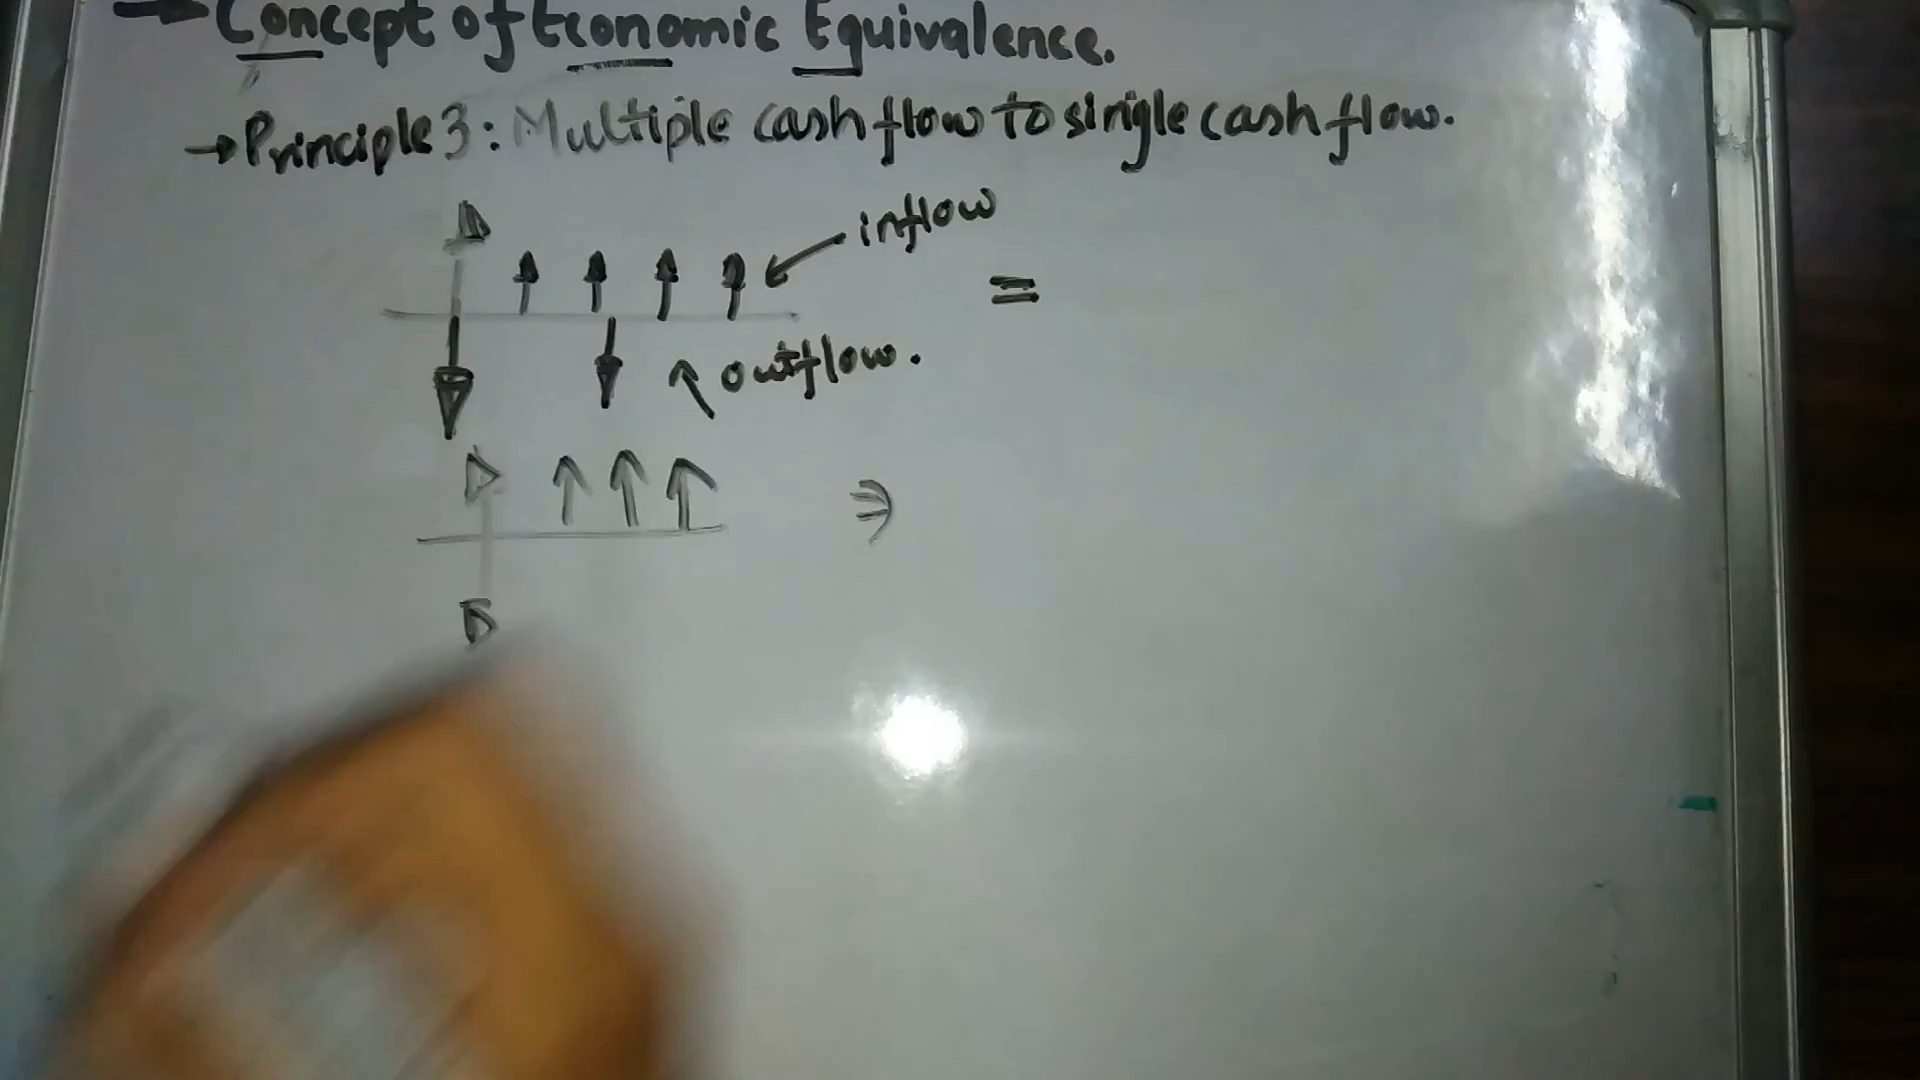 → Concept of Economic Equivalence.
→ Principle 3: Multiple cash flow to single cash flow.
inflow
=
outflow.
⇒